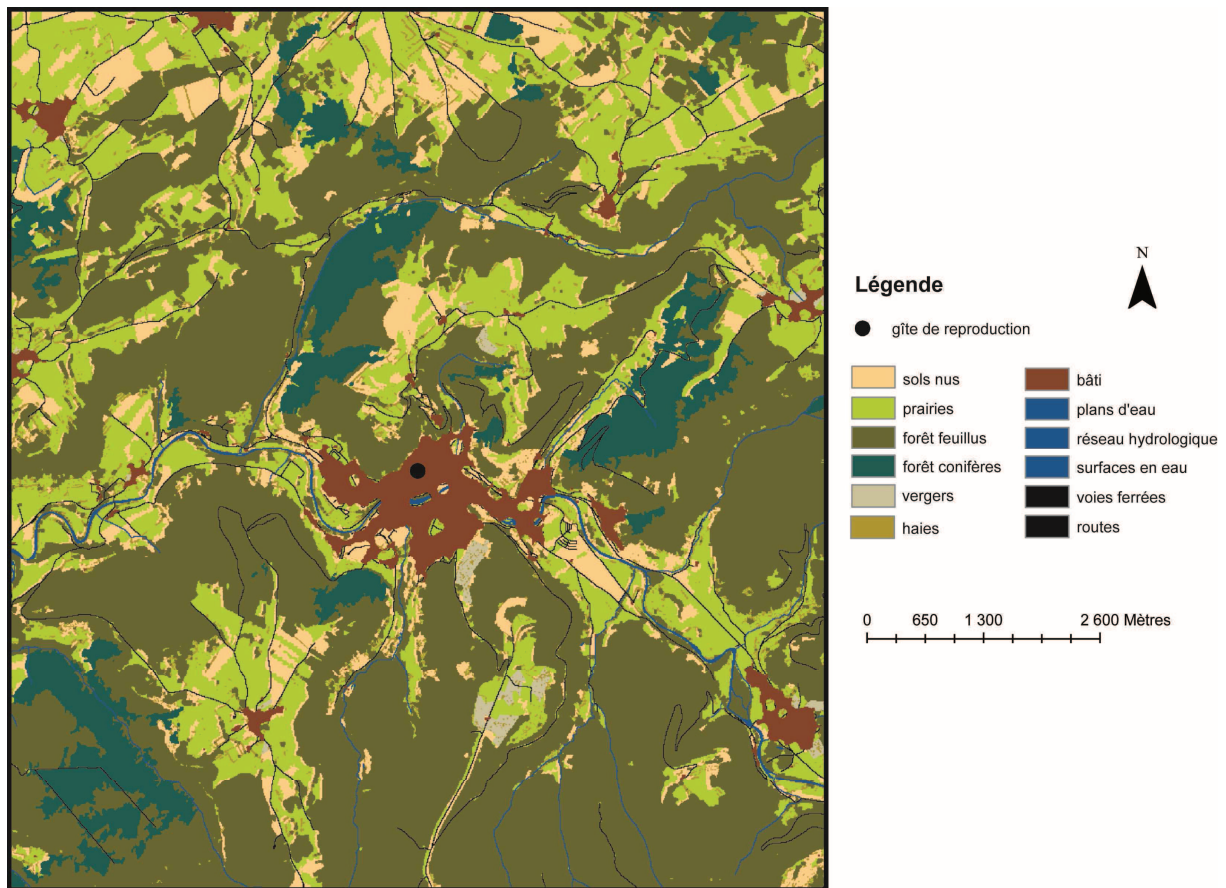 N
Légende
gîte de reproduction
sols nus
prairies
forêt feuillus
forêt conifères
vergers
haies
bâti
plans d'eau
réseau hydrologique
surfaces en eau
voies ferrées
routes
0 650 1 300 2 600 Mètres